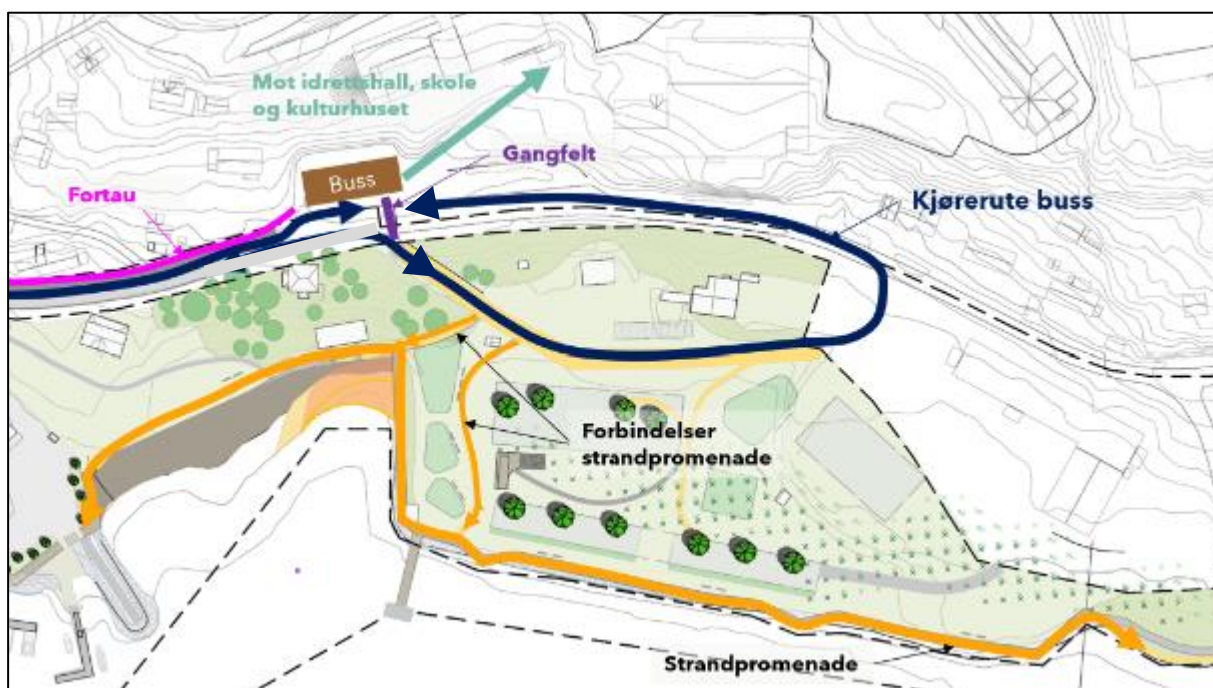 Mot idrettshall, skole
og kulturhuset
Gangfelt
Buss
Fortau
Kjørerute buss
Forbindelser
strandpromenade
Strandpromenade